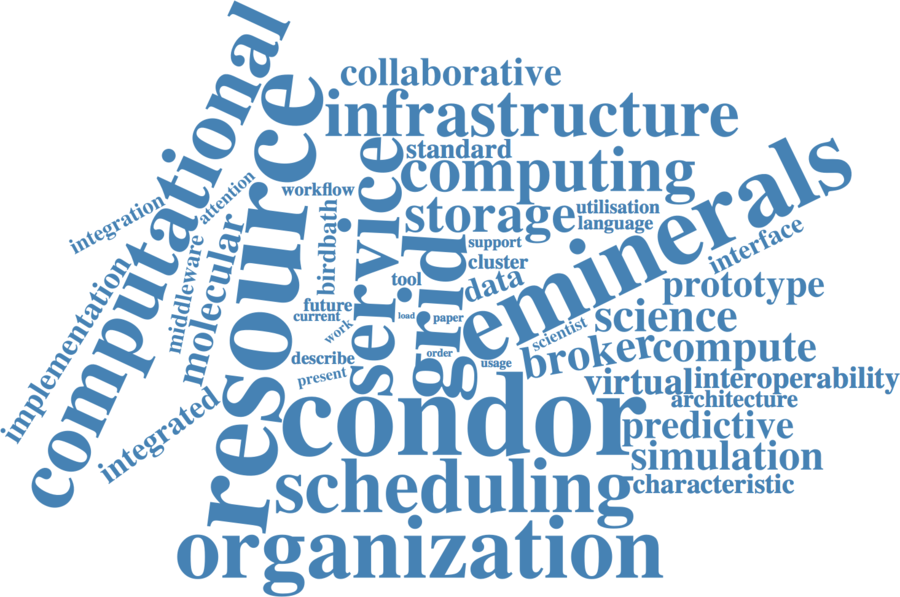 computational
collaborative
infrastructure
resource
standard
computing
service
eminerals
workflow
attention
integration
birdbath
storage
utilisation
language
molecular
middleware
interface
support
grid
cluster
data
tool
prototype
implementation
future
current
load
paper
science
work
scientist
broker
compute
describe
order
usage
present
virtual
interoperability
architecture
integrated
condor
predictive
simulation
scheduling
characteristic
organization